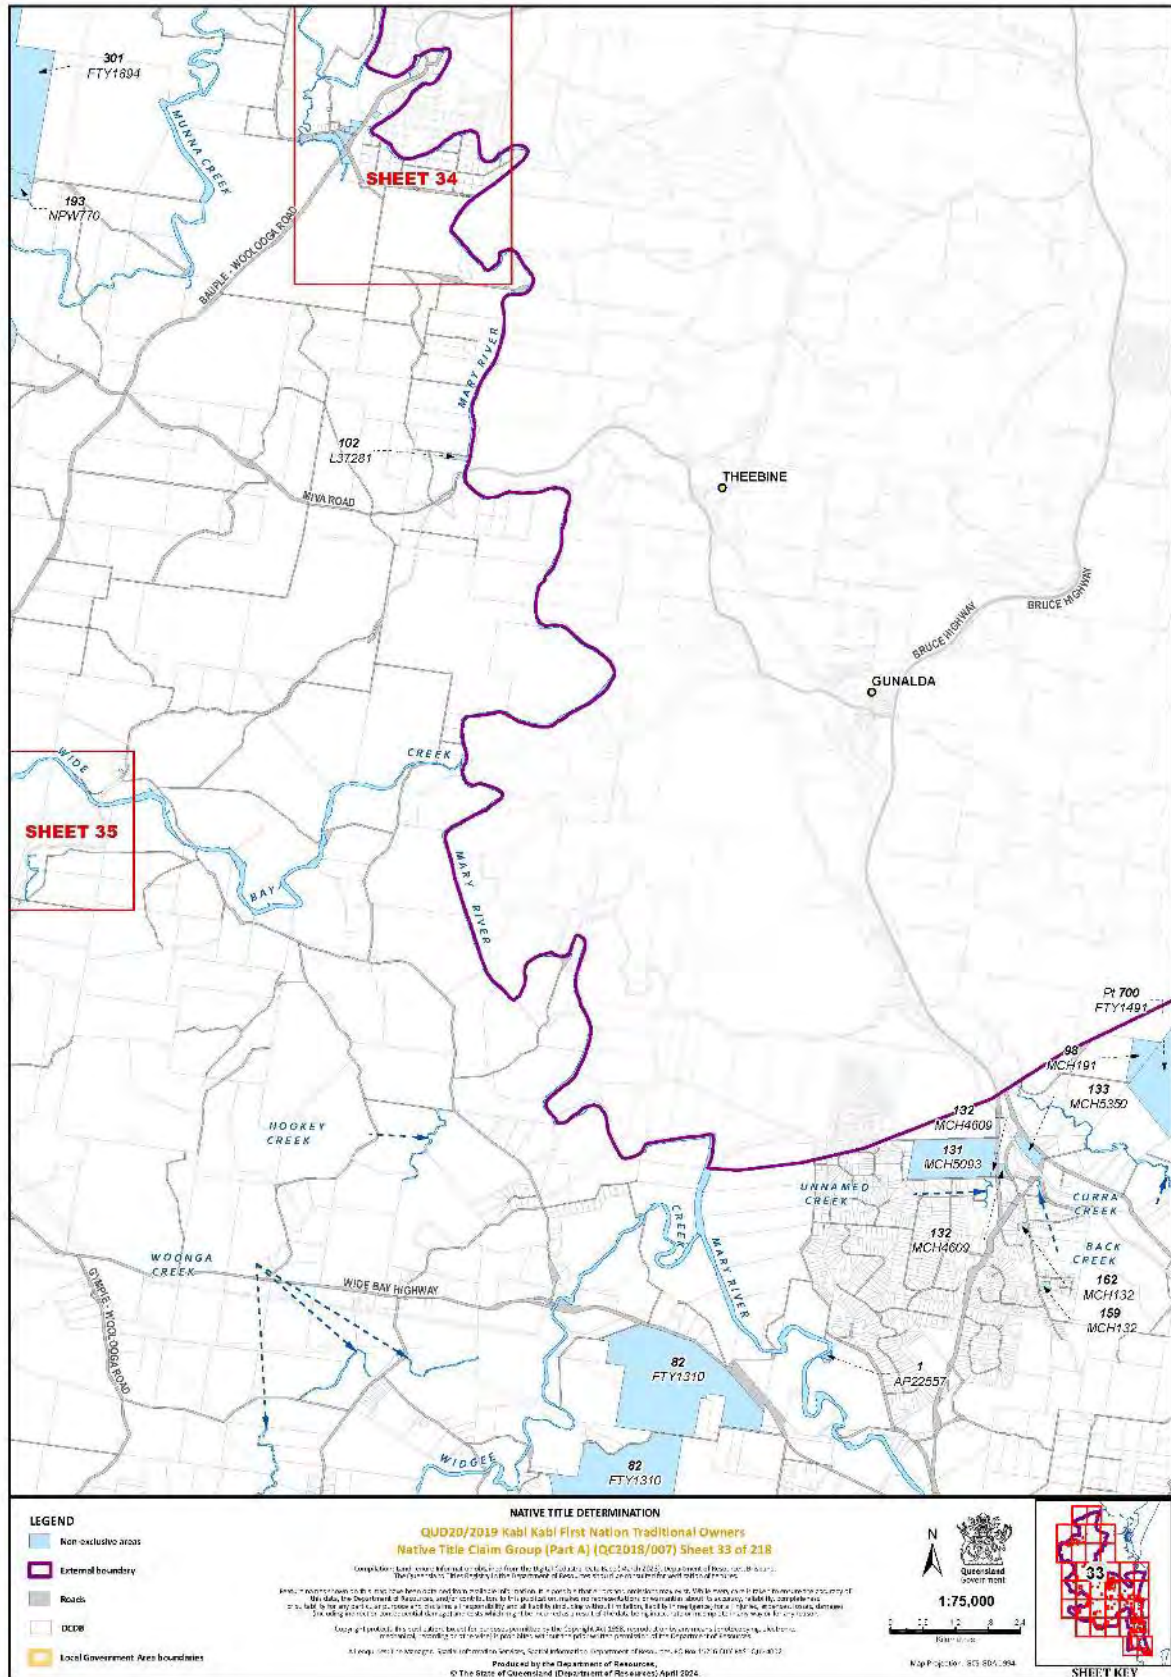 301
FTY1694
MUNNA CREEK
193
NPW770
SHEET 34
BAUPLE - WOOLOOGA ROAD
MARY RIVER
102
L37281
MIVA ROAD
THEEBINE
BRUCE HIGHWAY
BRUCE HIGHWAY
GUNALDA
WIDE
CREEK
SHEET 35
BAY
MARY RIVER
Pt 700
FTY1491
98
MCH191
133
MCH5350
132
MCH4609
131
MCH5093
HOOKEY
CREEK
UNNAMED
CREEK
CURRA
CREEK
CREEK
MARY RIVER
132
MCH4609
BACK
CREEK
WOONGA
CREEK
WIDE BAY HIGHWAY
GYMPIE - WOOLOOGA ROAD
162
MCH132
159
MCH132
82
FTY1310
1
AP22557
WIDGEE
82
FTY1310
LEGEND
Non-exclusive areas
External boundary
Roads
DCDB
Local Government Area boundaries
NATIVE TITLE DETERMINATION
QUD20/2019 Kabi Kabi First Nation Traditional Owners
Native Title Claim Group (Part A) (QC2018/007) Sheet 33 of 218
Produced by the Department of Resources.
© The State of Queensland (Department of Resources) April 2024.
N
Queensland
Government
1:75,000
0
2.4
Kilometres
33
SHEET KEY